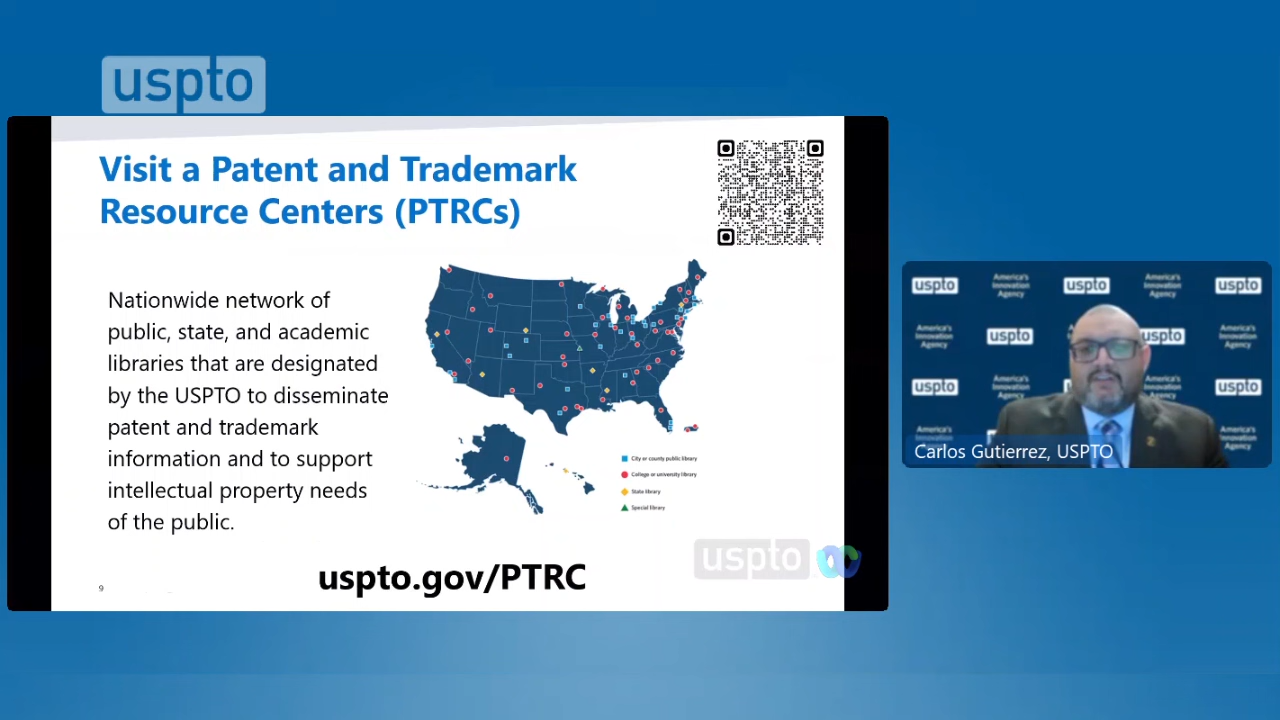 uspto
Visit a Patent and Trademark
Resource Centers (PTRCs)
Nationwide network of
public, state, and academic
libraries that are designated
by the USPTO to disseminate
patent and trademark
information and to support
intellectual property needs
of the public.
City or county public library
College or university library
State library
Special library
uspto
uspto.gov/PTRC
9
uspto
America's
Innovation
Agency
uspto
America's
Innovation
Agency
uspto
America's
Innovation
Agency
uspto
America's
Innovation
Agency
uspto
America's
Innovation
Agency
uspto
America's
Innovation
Agency
uspto
America's
Innovation
Agency
Carlos Gutierrez, USPTO